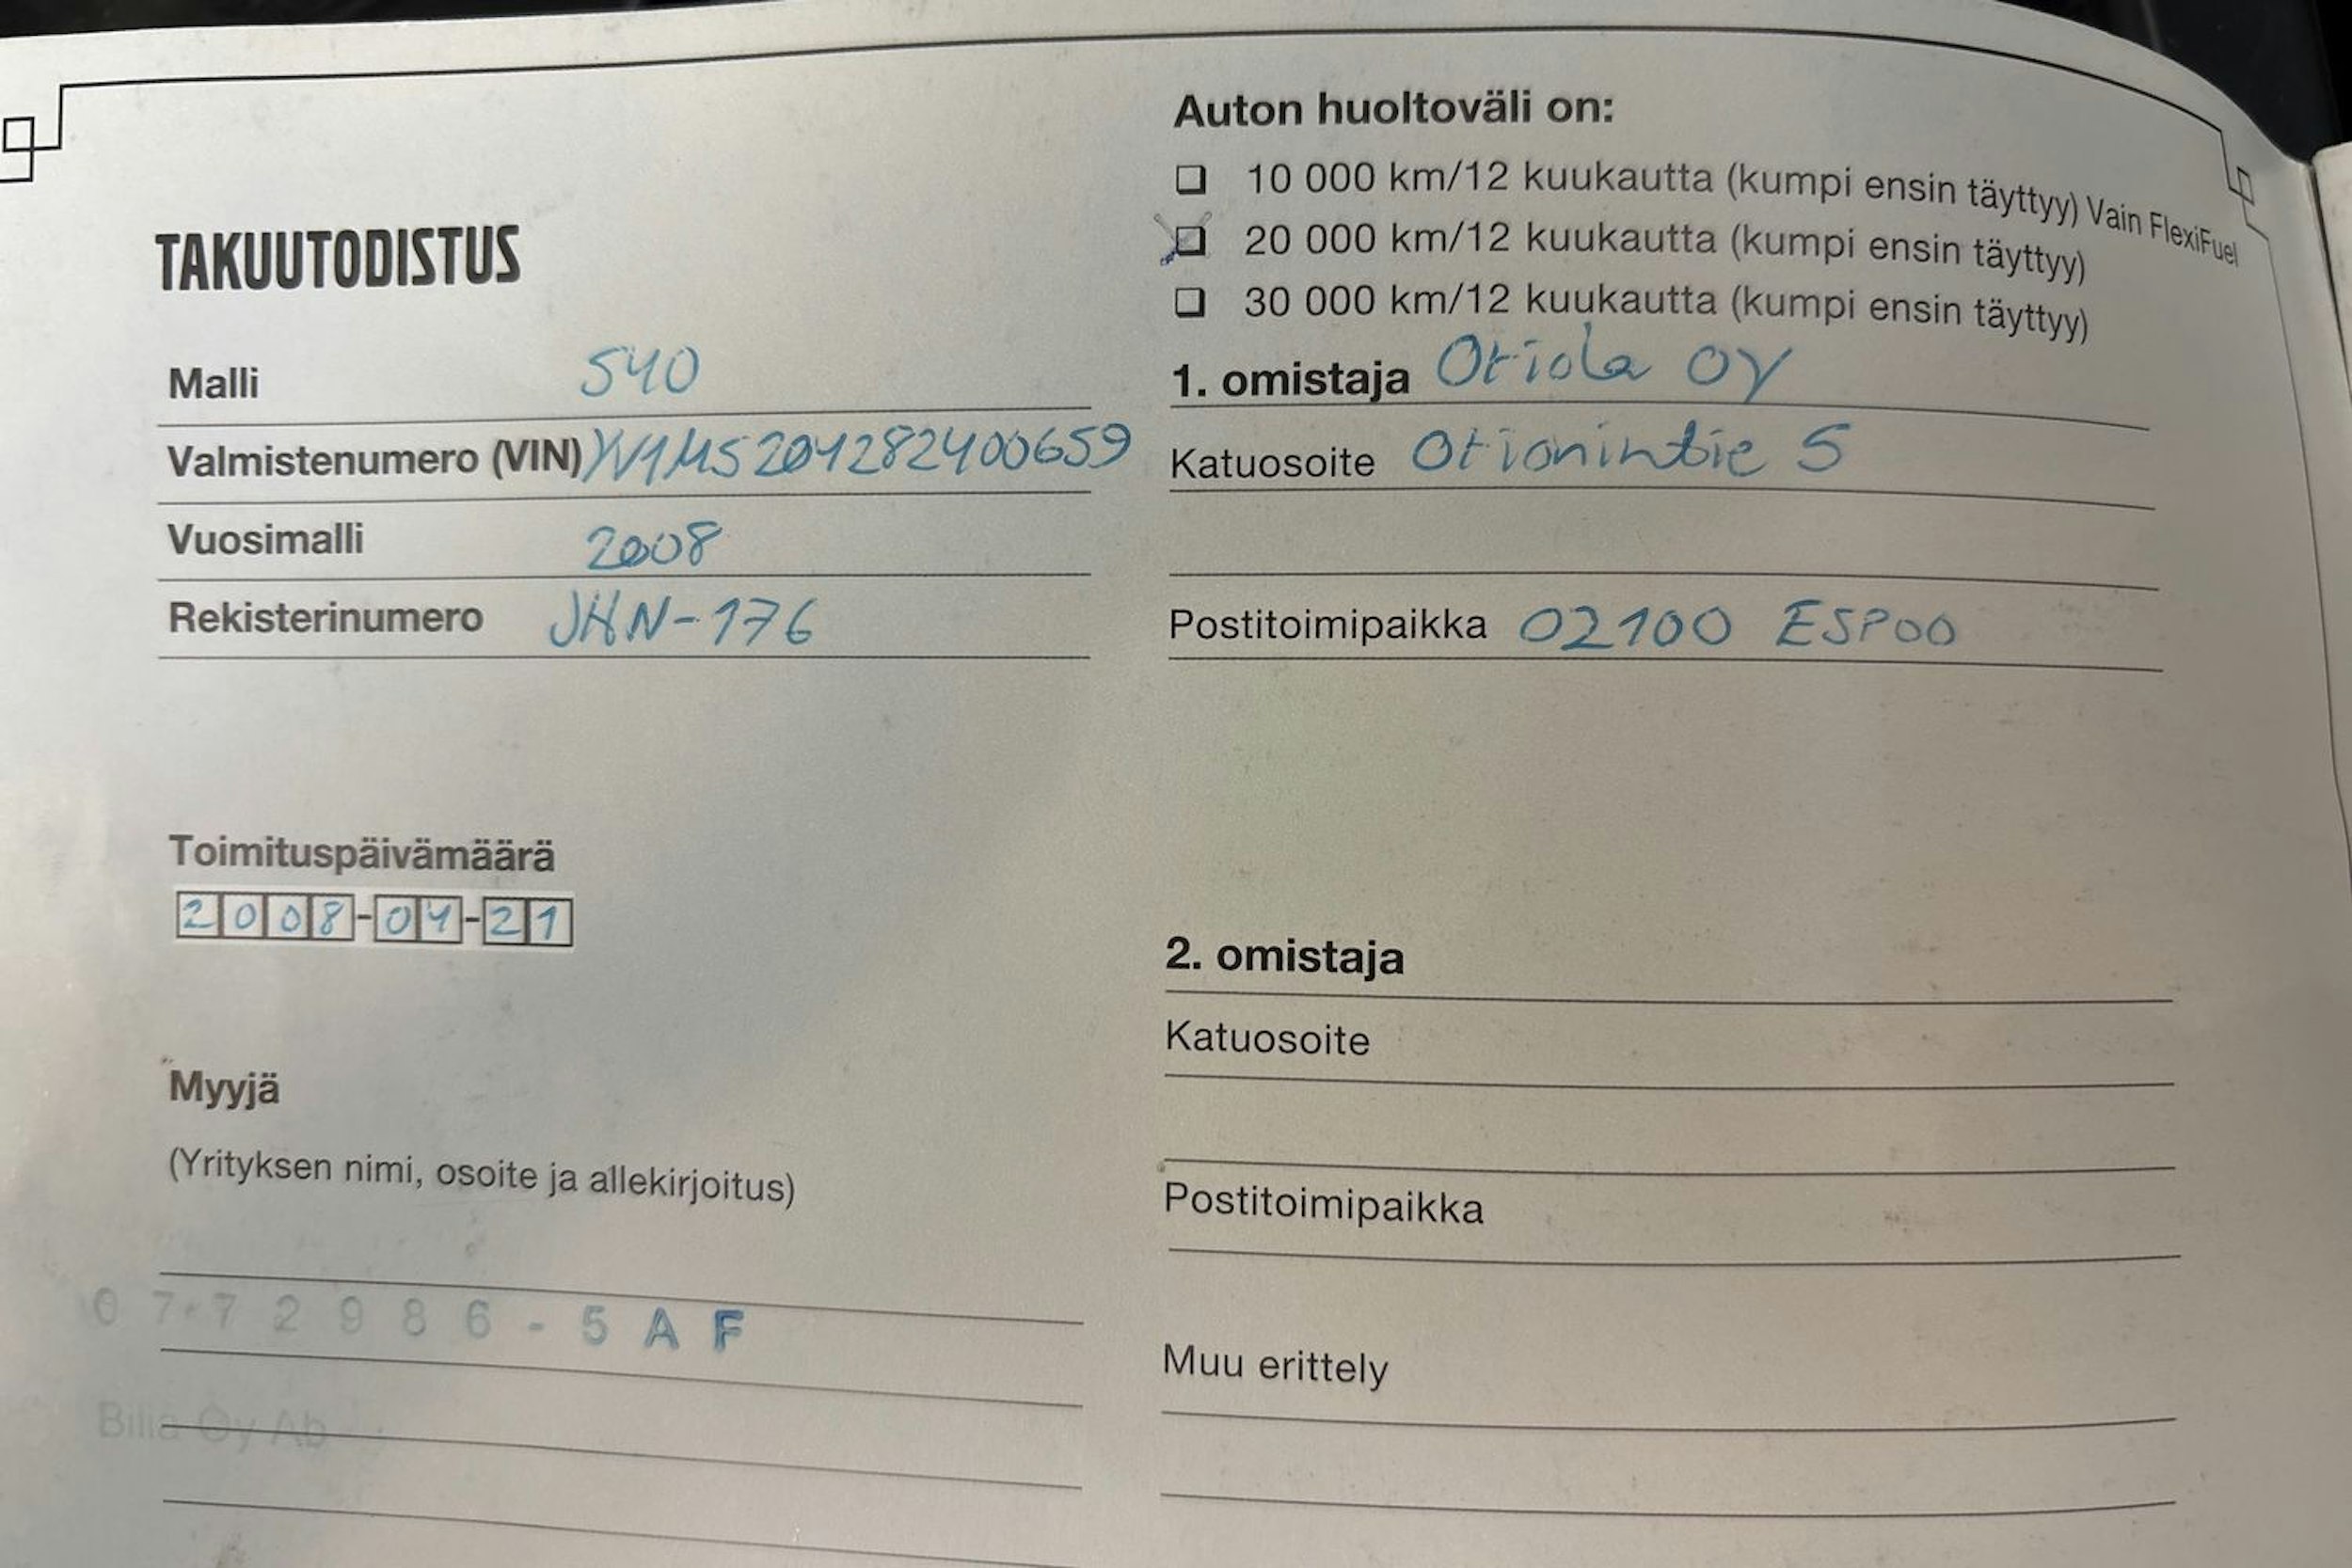 TAKUUTODISTUS
Malli S40
Valmistenumero (VIN) YV1MS204282400659
Vuosimalli 2008
Rekisterinumero JHN-176
Toimituspäivämäärä
2008-04-21
Myyjä
(Yrityksen nimi, osoite ja allekirjoitus)
0772986-5AF
Bilia Oy Ab
Auton huoltoväli on:
10 000 km/12 kuukautta (kumpi ensin täyttyy) Vain FlexiFuel
20 000 km/12 kuukautta (kumpi ensin täyttyy)
30 000 km/12 kuukautta (kumpi ensin täyttyy)
1. omistaja Otiola OY
Katuosoite Otsonintie 5
Postitoimipaikka 02100 ESPOO
2. omistaja
Katuosoite
Postitoimipaikka
Muu erittely